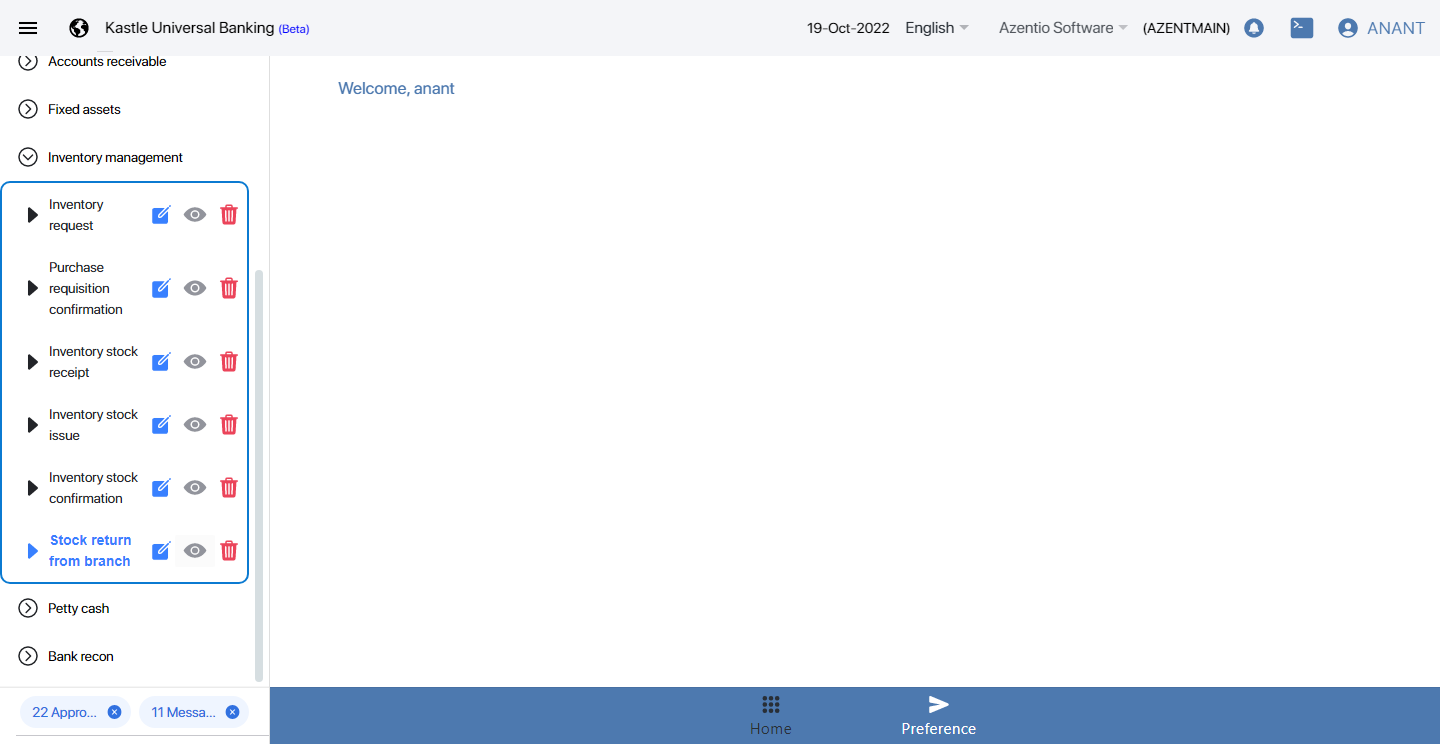 Kastle Universal Banking (Beta)
19-Oct-2022 English Azentio Software (AZENTMAIN) ANANT
Accounts receivable
Fixed assets
Inventory management
Inventory
request
Purchase
requisition
confirmation
Inventory stock
receipt
Inventory stock
issue
Inventory stock
confirmation
Stock return
from branch
Petty cash
Bank recon
22 Appro...
11 Messa...
Welcome, anant
Home
Preference